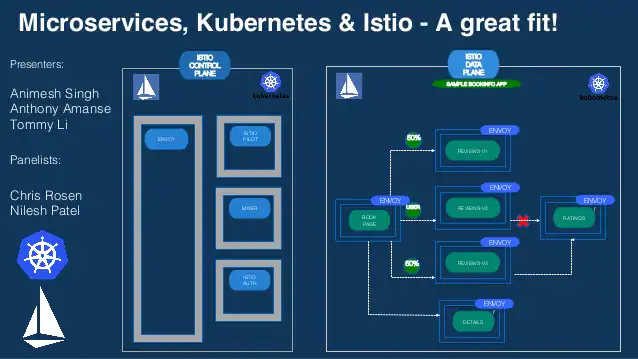 Microservices, Kubernetes & Istio - A great fit!
Presenters:
Animesh Singh
Anthony Amanse
Tommy Li
Panelists:
Chris Rosen
Nilesh Patel
ISTIO
CONTROL
PLANE
kubernetes
ENVOY
ISTIO
PILOT
MIXER
ISTIO
AUTH
ISTIO
DATA
PLANE
SAMPLE BOOKINFO APP
kubernetes
50%
ENVOY
REVIEWS-V1
ENVOY
BOOK
PAGE
USER
ENVOY
REVIEWS-V2
ENVOY
r
RATINGS
50%
ENVOY
REVIEWS-V3
ENVOY
r
DETAILS